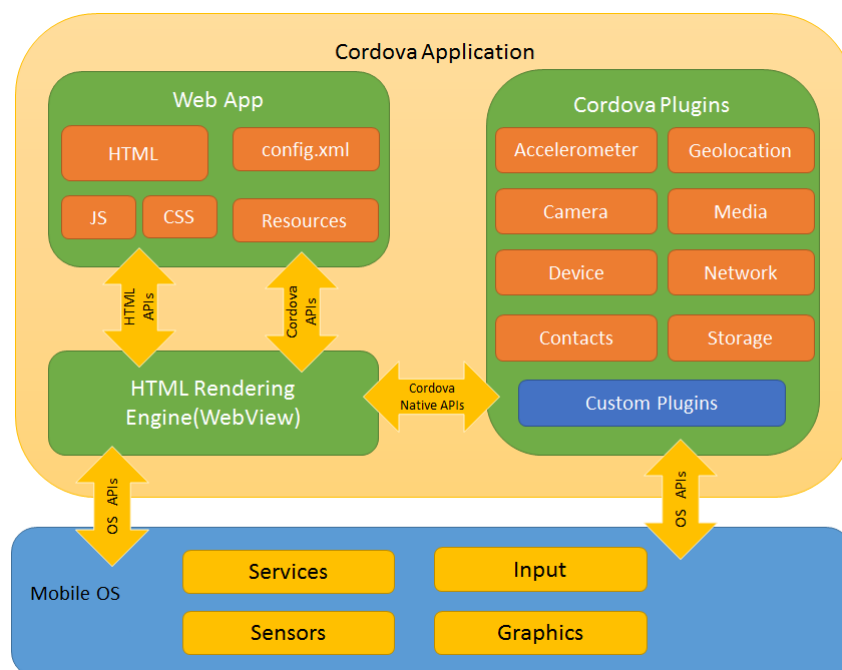 Cordova Application
Web App
HTML
config.xml
JS
CSS
Resources
HTML
APIs
Cordova
APIs
HTML Rendering
Engine(WebView)
Cordova
Native APIs
Cordova Plugins
Accelerometer
Geolocation
Camera
Media
Device
Network
Contacts
Storage
Custom Plugins
OS APIs
OS APIs
Mobile OS
Services
Input
Sensors
Graphics